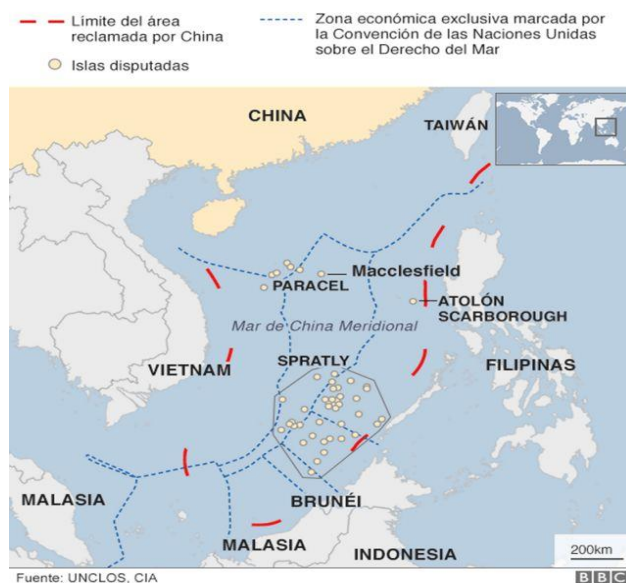 Límite del área
reclamada por China
Islas disputadas
Zona económica exclusiva marcada por
la Convención de las Naciones Unidas
sobre el Derecho del Mar
CHINA
TAIWÁN
Macclesfield
PARACEL
ATOLÓN
SCARBOROUGH
Mar de China Meridional
SPRATLY
VIETNAM
FILIPINAS
MALASIA
BRUNÉI
MALASIA
INDONESIA
200km
Fuente: UNCLOS, CIA
BBC